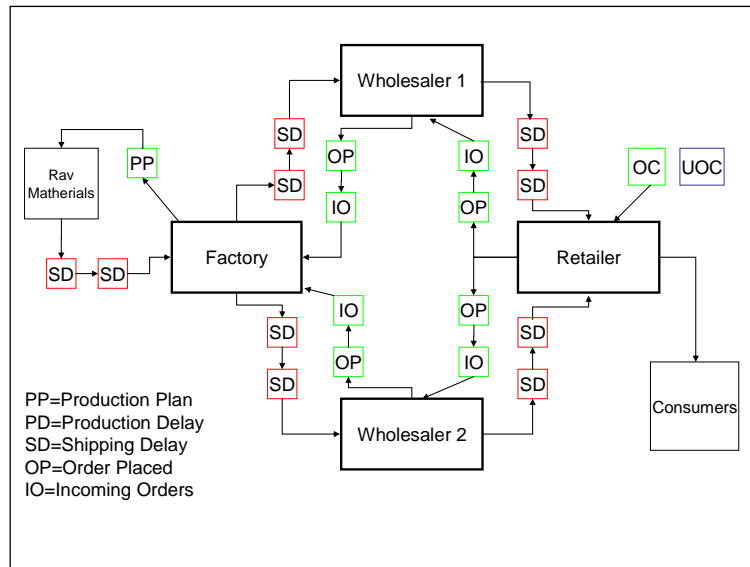 Wholesaler 1
SD
SD
OP
IO
SD
SD
IO
OP
OC
UOC
PP
Rav
Matherials
SD
SD
Factory
Retailer
SD
SD
IO
OP
OP
IO
SD
SD
Wholesaler 2
Consumers
PP=Production Plan
PD=Production Delay
SD=Shipping Delay
OP=Order Placed
IO=Incoming Orders